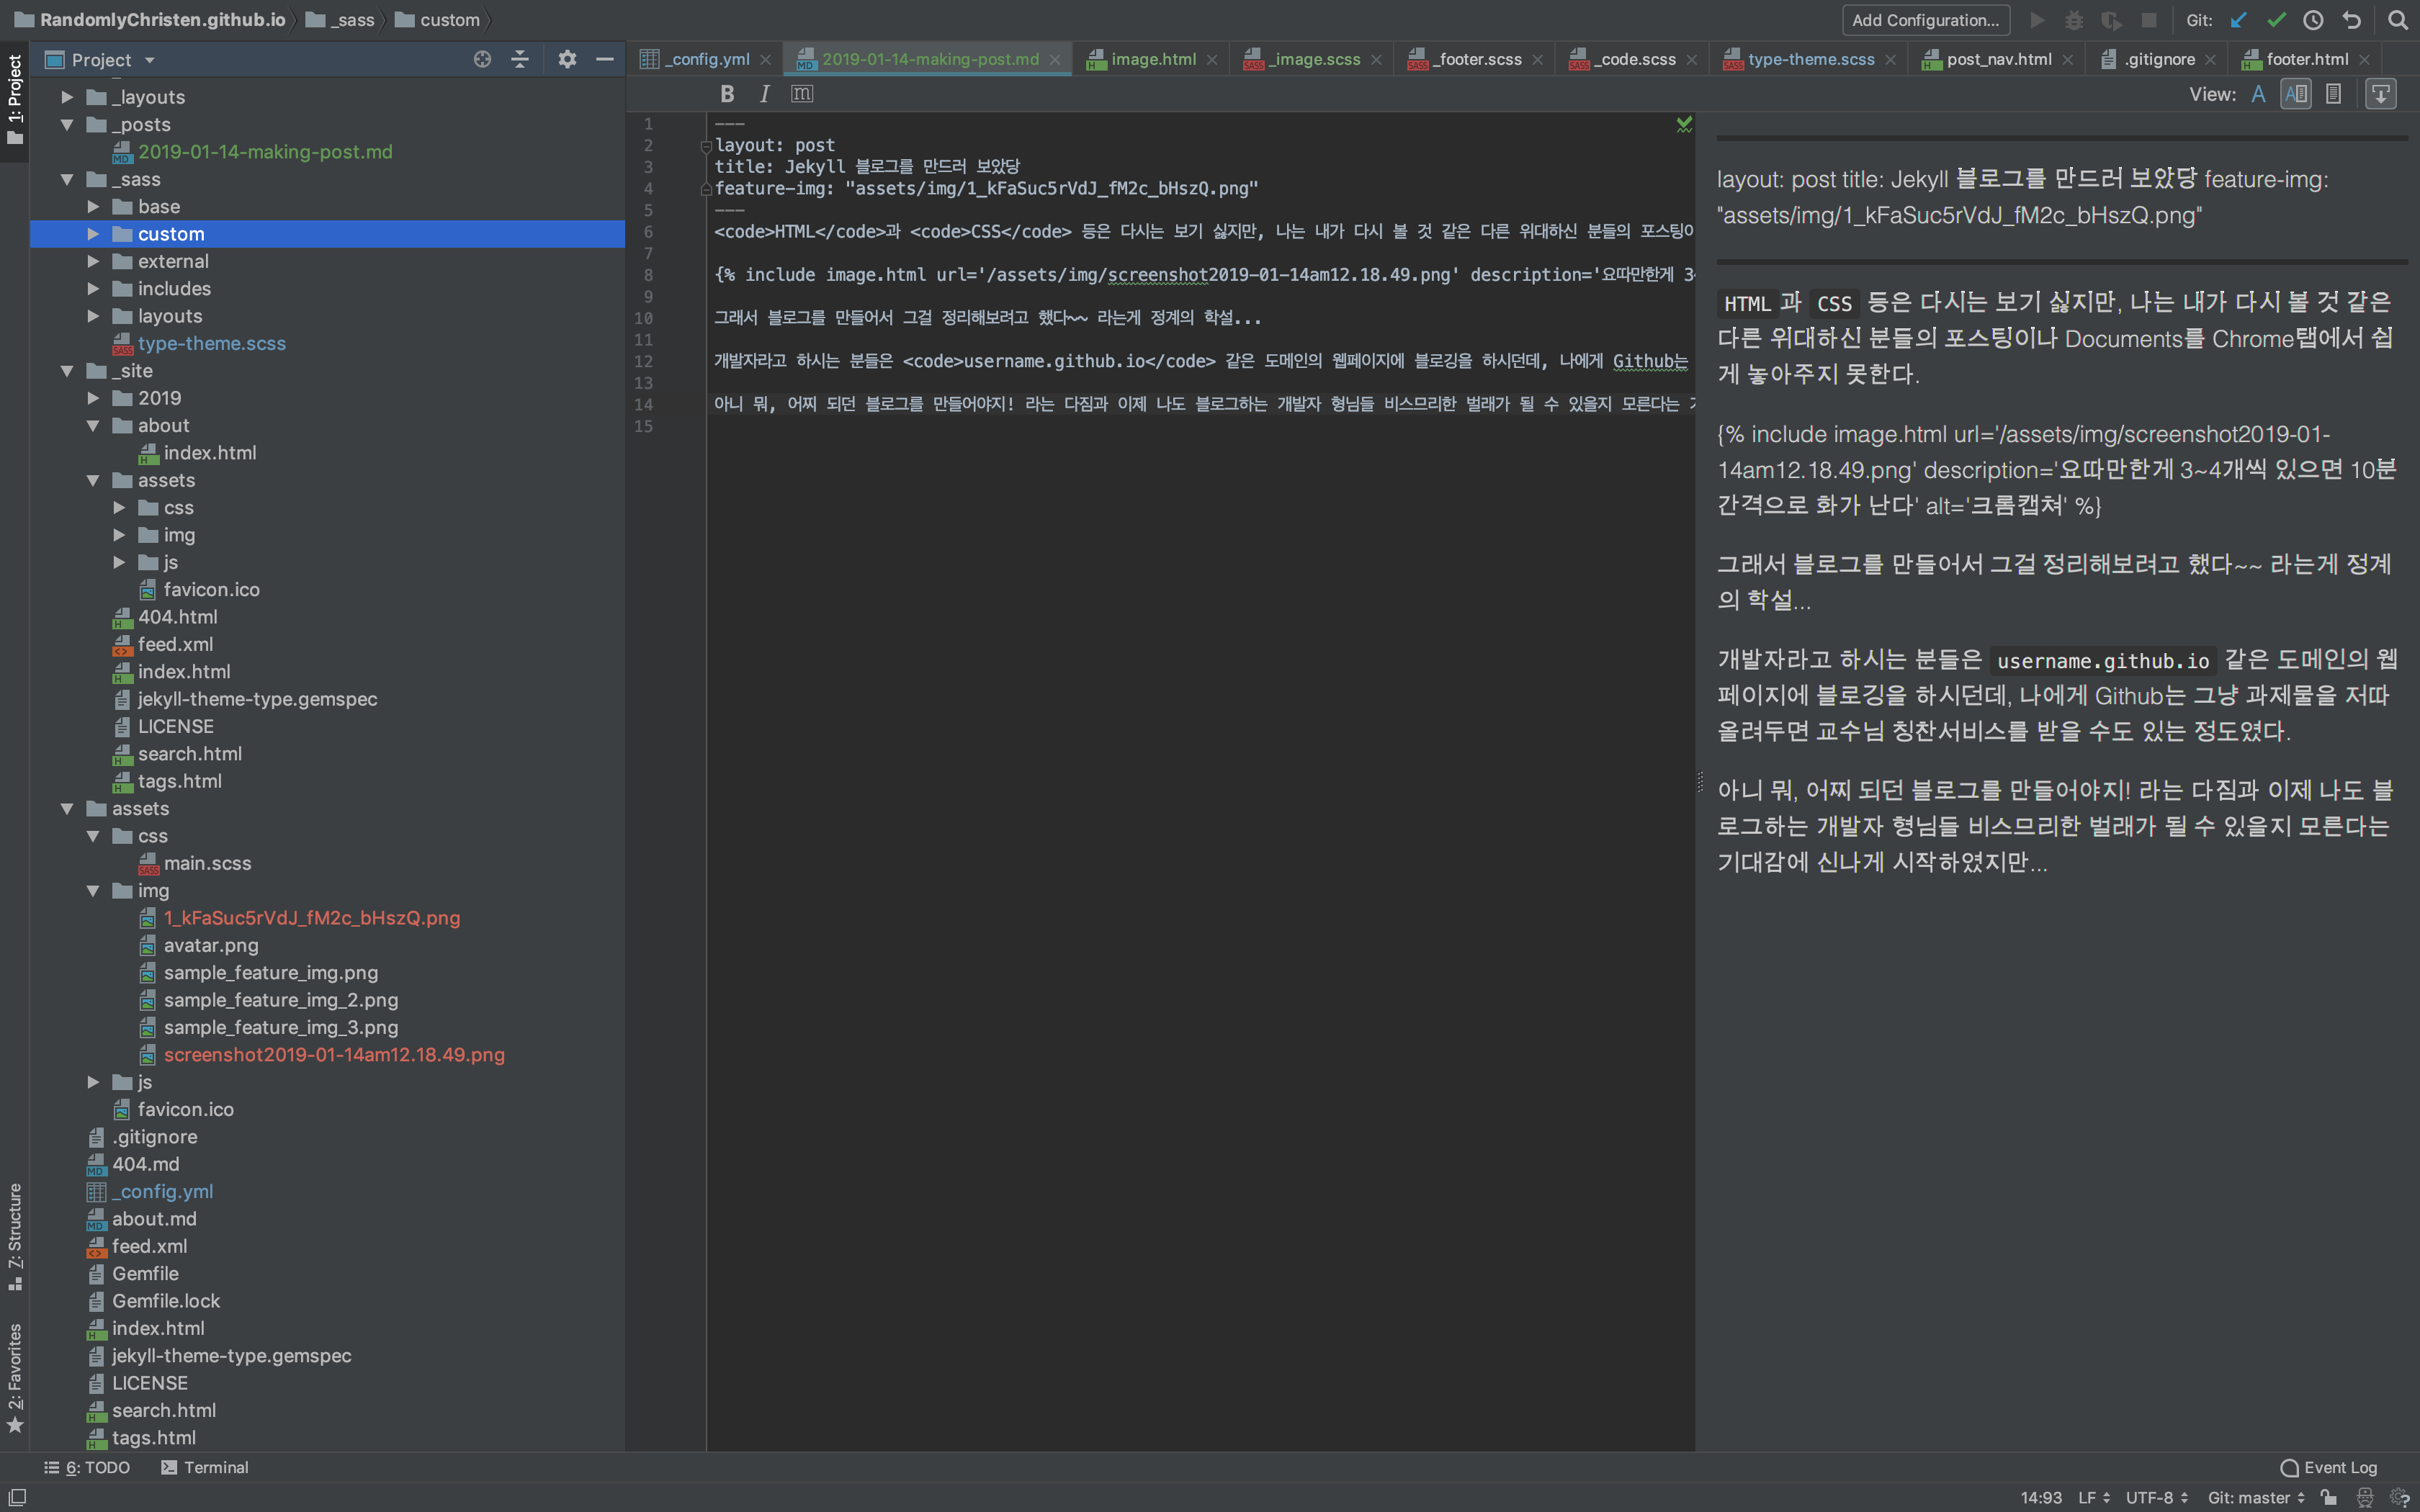 RandomlyChristen.github.io _sass custom
Add Configuration...
Git:
1: Project
Project
_config.yml
2019-01-14-making-post.md
image.html
_image.scss
_footer.scss
_code.scss
type-theme.scss
post_nav.html
.gitignore
footer.html
B I m
View:
_layouts
_posts
2019-01-14-making-post.md
_sass
base
custom
external
includes
layouts
type-theme.scss
_site
2019
about
index.html
assets
css
img
js
favicon.ico
404.html
feed.xml
index.html
jekyll-theme-type.gemspec
LICENSE
search.html
tags.html
assets
css
main.scss
img
1_kFaSuc5rVdJ_fM2c_bHszQ.png
avatar.png
sample_feature_img.png
sample_feature_img_2.png
sample_feature_img_3.png
screenshot2019-01-14am12.18.49.png
js
favicon.ico
.gitignore
404.md
_config.yml
about.md
feed.xml
Gemfile
Gemfile.lock
index.html
jekyll-theme-type.gemspec
LICENSE
search.html
tags.html
7: Structure
2: Favorites
1 ---
2 layout: post
3 title: Jekyll 블로그를 만드러 보았당
4 feature-img: "assets/img/1_kFaSuc5rVdJ_fM2c_bHszQ.png"
5 ---
6 <code>HTML</code>과 <code>CSS</code> 등은 다시는 보기 싫지만, 나는 내가 다시 볼 것 같은 다른 위대하신 분들의 포스팅이
7
8 {% include image.html url='/assets/img/screenshot2019-01-14am12.18.49.png' description='요따만한게 3~
9
10 그래서 블로그를 만들어서 그걸 정리해보려고 했다~~ 라는게 정계의 학설...
11
12 개발자라고 하시는 분들은 <code>username.github.io</code> 같은 도메인의 웹페이지에 블로깅을 하시던데, 나에게 Github는
13
14 아니 뭐, 어찌 되던 블로그를 만들어야지! 라는 다짐과 이제 나도 블로그하는 개발자 형님들 비스므리한 벌래가 될 수 있을지 모른다는
15
layout: post title: Jekyll 블로그를 만드러 보았당 feature-img:
"assets/img/1_kFaSuc5rVdJ_fM2c_bHszQ.png"
HTML 과 CSS 등은 다시는 보기 싫지만, 나는 내가 다시 볼 것 같은
다른 위대하신 분들의 포스팅이나 Documents를 Chrome탭에서 쉽
게 놓아주지 못한다.
{% include image.html url='/assets/img/screenshot2019-01-
14am12.18.49.png' description='요따만한게 3~4개씩 있으면 10분
간격으로 화가 난다' alt='크롬캡쳐' %}
그래서 블로그를 만들어서 그걸 정리해보려고 했다~~ 라는게 정계
의 학설...
개발자라고 하시는 분들은 username.github.io 같은 도메인의 웹
페이지에 블로깅을 하시던데, 나에게 Github는 그냥 과제물을 저따
올려두면 교수님 칭찬서비스를 받을 수도 있는 정도였다.
아니 뭐, 어찌 되던 블로그를 만들어야지! 라는 다짐과 이제 나도 블
로그하는 개발자 형님들 비스므리한 벌래가 될 수 있을지 모른다는
기대감에 신나게 시작하였지만...
6: TODO
Terminal
Event Log
14:93 LF UTF-8 Git: master